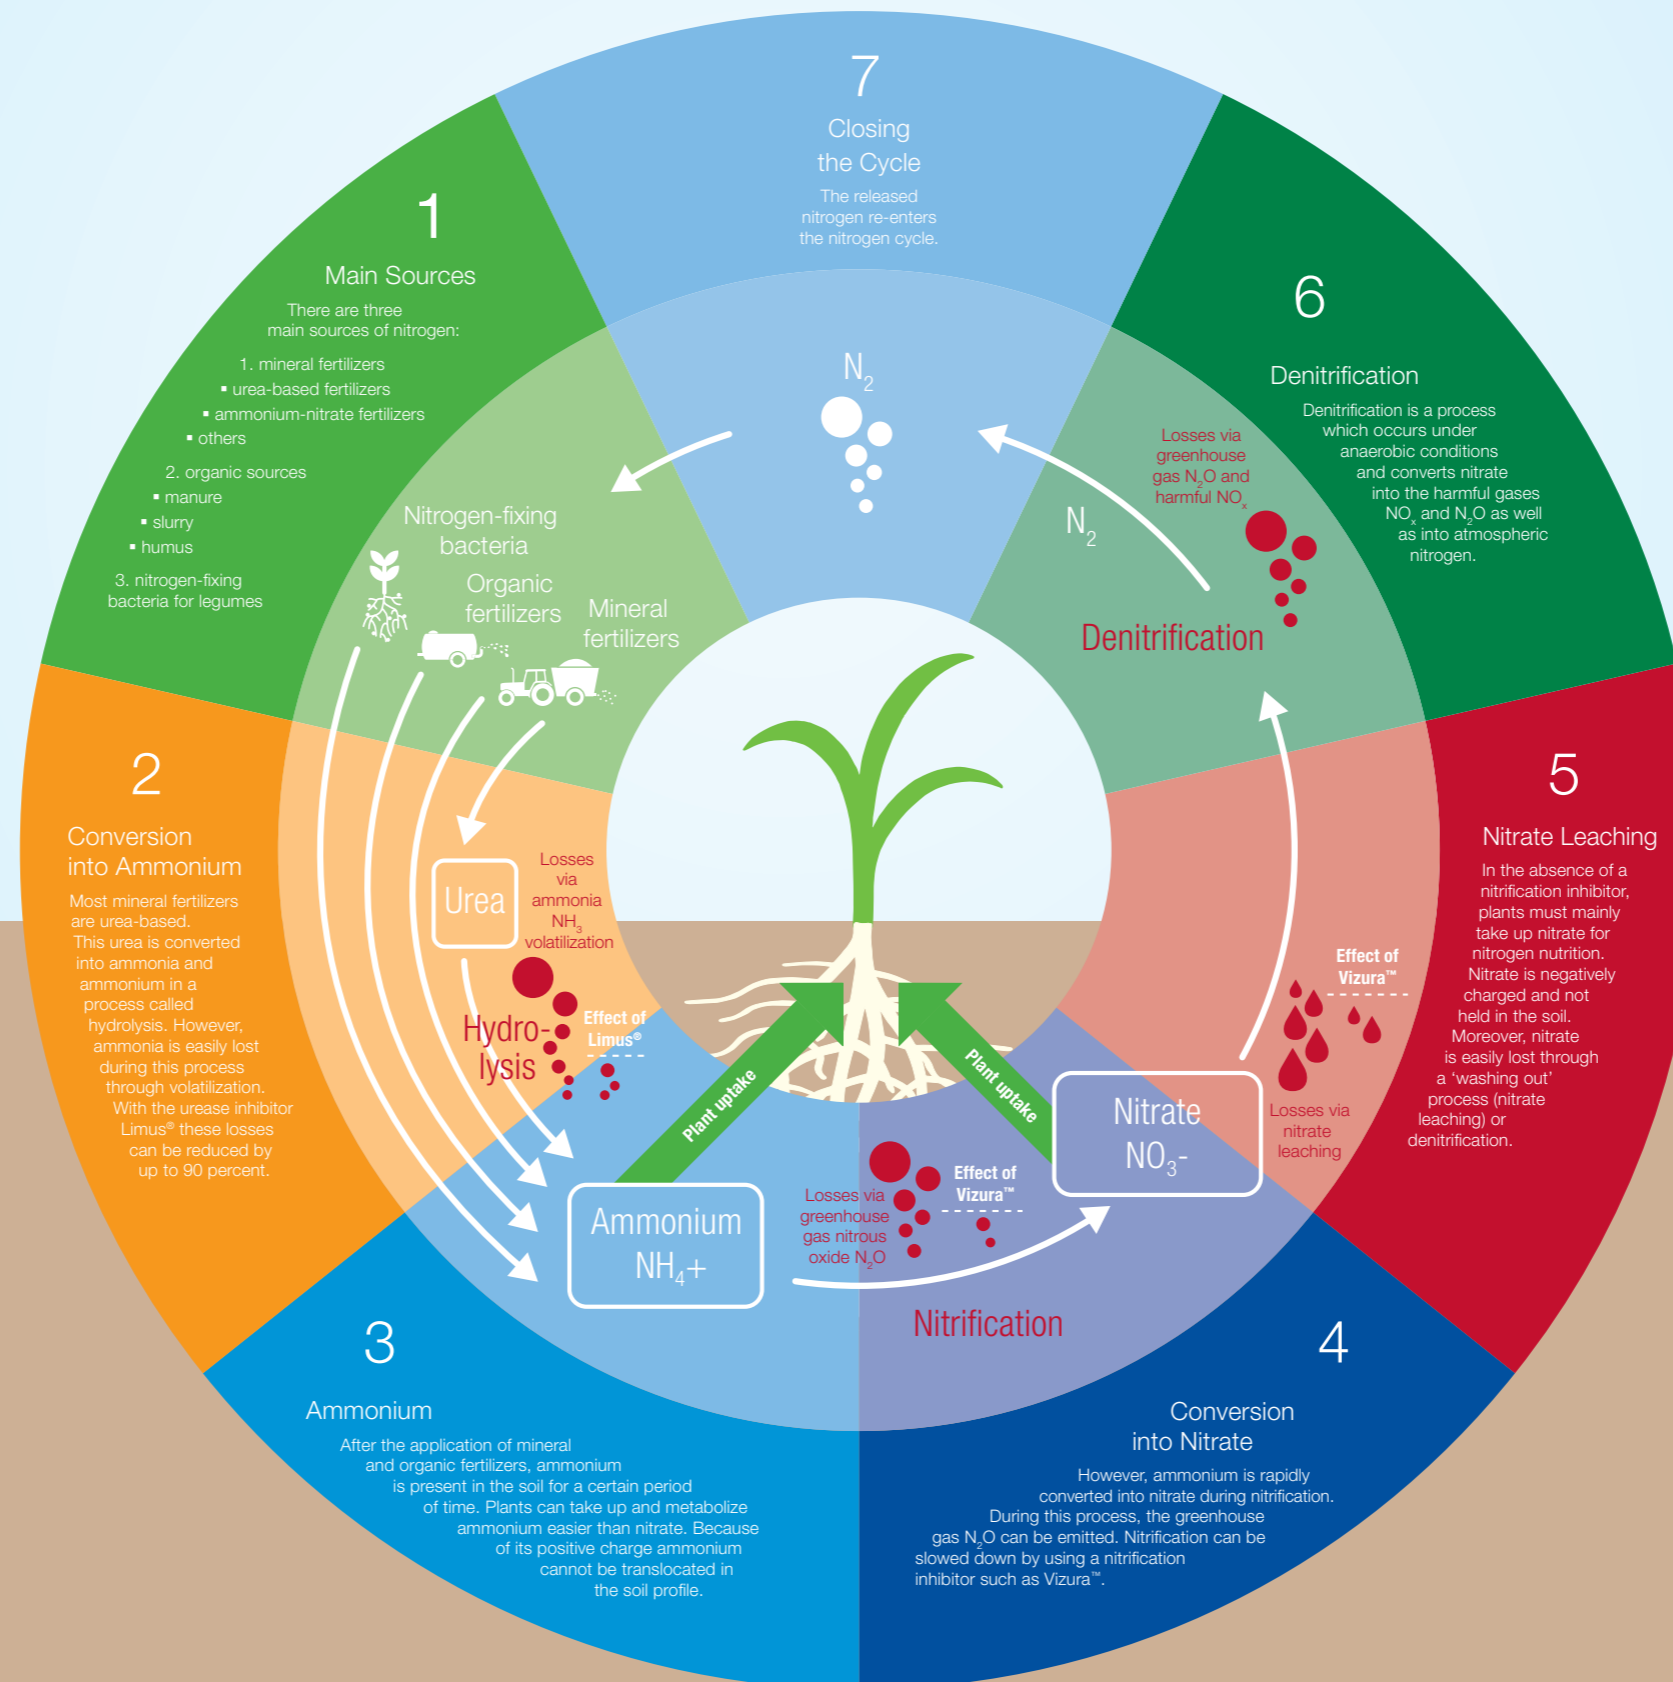 7
Closing
the Cycle
The released
nitrogen re-enters
the nitrogen cycle.
1
Main Sources
There are three
main sources of nitrogen:
1. mineral fertilizers
▪ urea-based fertilizers
▪ ammonium-nitrate fertilizers
▪ others
2. organic sources
▪ manure
▪ slurry
▪ humus
3. nitrogen-fixing
bacteria for legumes
6
Denitrification
Denitrification is a process
which occurs under
anaerobic conditions
and converts nitrate
into the harmful gases
NOx and N2O as well
as into atmospheric
nitrogen.
N2
Losses via
greenhouse
gas N2O and
harmful NOx
N2
Denitrification
Nitrogen-fixing
bacteria
Organic
fertilizers
Mineral
fertilizers
2
Conversion
into Ammonium
Most mineral fertilizers
are urea-based.
This urea is converted
into ammonia and
ammonium in a
process called
hydrolysis. However,
ammonia is easily lost
during this process
through volatilization.
With the urease inhibitor
Limus® these losses
can be reduced by
up to 90 percent.
Urea
Losses
via
ammonia
NH3
volatilization
Hydro-
lysis
Effect of
Limus®
5
Nitrate Leaching
In the absence of a
nitrification inhibitor,
plants must mainly
take up nitrate for
nitrogen nutrition.
Nitrate is negatively
charged and not
held in the soil.
Moreover, nitrate
is easily lost through
a ‘washing out’
process (nitrate
leaching) or
denitrification.
Effect of
Vizura™
Losses via
nitrate
leaching
Plant uptake
Plant uptake
Nitrate
NO3-
Ammonium
NH4+
Losses via
greenhouse
gas nitrous
oxide N2O
Effect of
Vizura™
Nitrification
3
Ammonium
After the application of mineral
and organic fertilizers, ammonium
is present in the soil for a certain period
of time. Plants can take up and metabolize
ammonium easier than nitrate. Because
of its positive charge ammonium
cannot be translocated in
the soil profile.
4
Conversion
into Nitrate
However, ammonium is rapidly
converted into nitrate during nitrification.
During this process, the greenhouse
gas N2O can be emitted. Nitrification can be
slowed down by using a nitrification
inhibitor such as Vizura™.